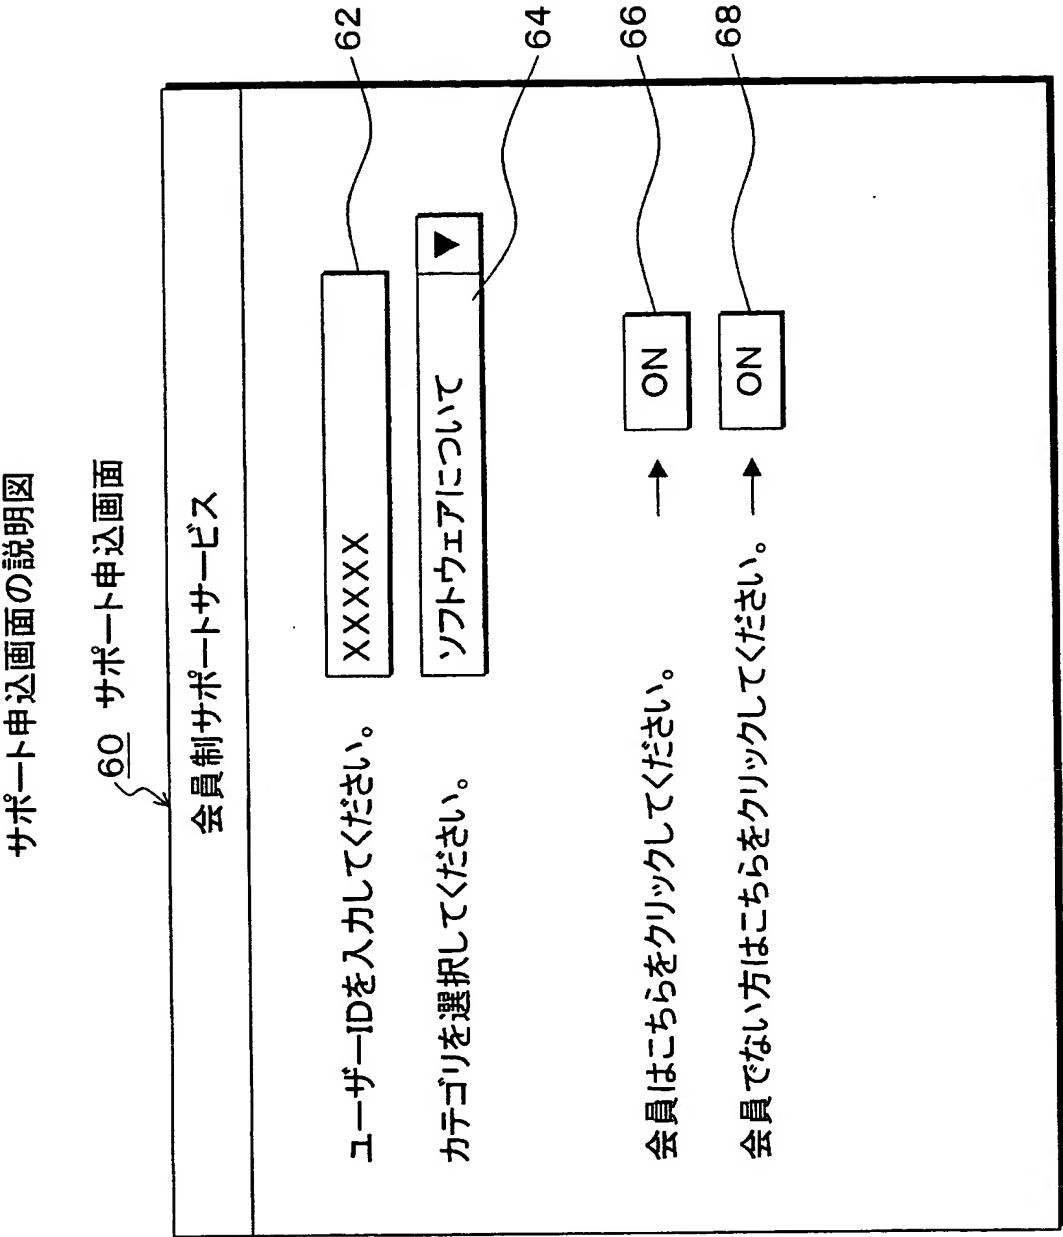 サポート申込画面の説明図
60 サポート申込画面
会員制サポートサービス
ユーザーIDを入力してください。 XXXXX 62
カテゴリを選択してください。 ソフトウェアについて ▼ 64
会員はこちらをクリックしてください。 → ON 66
会員でない方はこちらをクリックしてください。 → ON 68